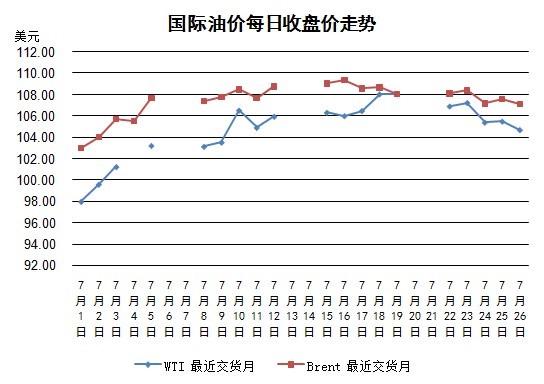 国际油价每日收盘价走势
美元
112.00
110.00
108.00
106.00
104.00
102.00
100.00
98.00
96.00
94.00
92.00
7月1日
7月2日
7月3日
7月4日
7月5日
7月6日
7月7日
7月8日
7月9日
7月10日
7月11日
7月12日
7月13日
7月14日
7月15日
7月16日
7月17日
7月18日
7月19日
7月20日
7月21日
7月22日
7月23日
7月24日
7月25日
7月26日
WTI 最近交货月
Brent 最近交货月